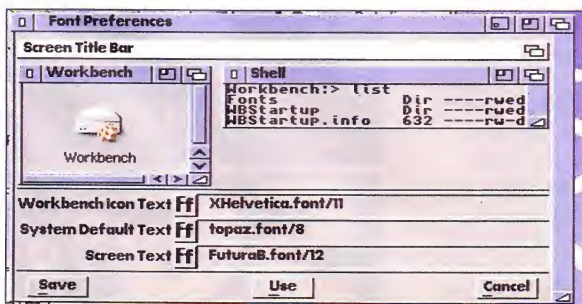 Font Preferences
Screen Title Bar
Workbench
Shell
Workbench
Workbench:> list
Fonts Dir ----rwed
WBStartup Dir ----rwed
WBStartup.info 632 ----rw-d
Workbench Icon Text Ff XHelvetica.font/11
System Default Text Ff topaz.font/8
Screen Text Ff FuturaB.font/12
Save Use Cancel